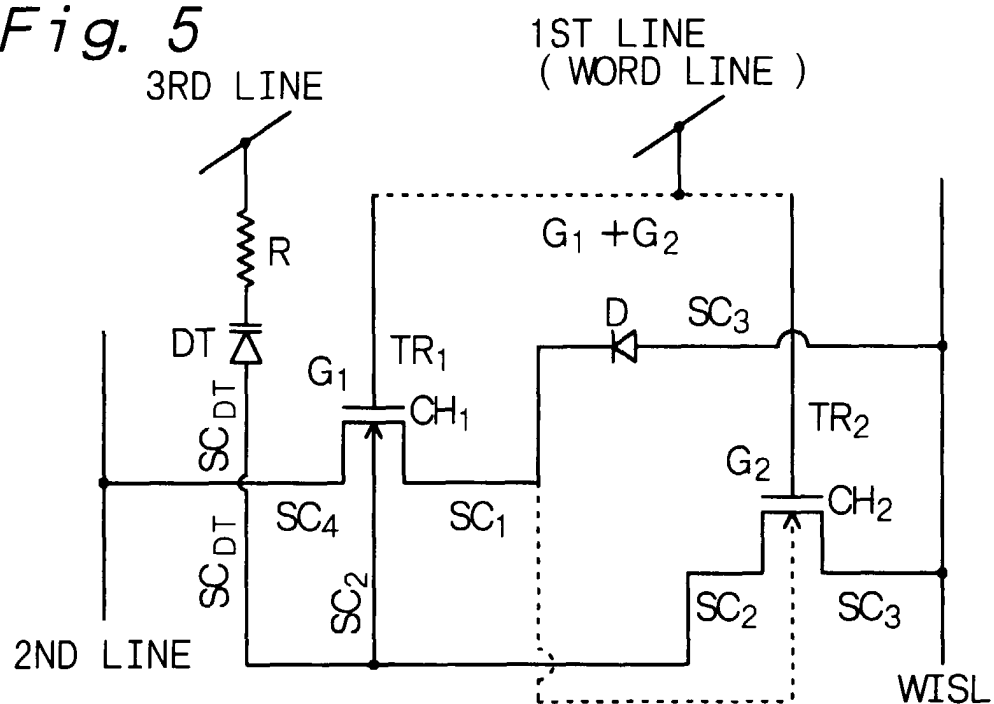 Fig. 5
1ST LINE
( WORD LINE )
3RD LINE
G1 +G2
R
D
SC3
DT
TR1
G1
CH1
SCDT
TR2
G2
CH2
SC4
SC1
SCDT
SC2
SC2
SC3
2ND LINE
WISL